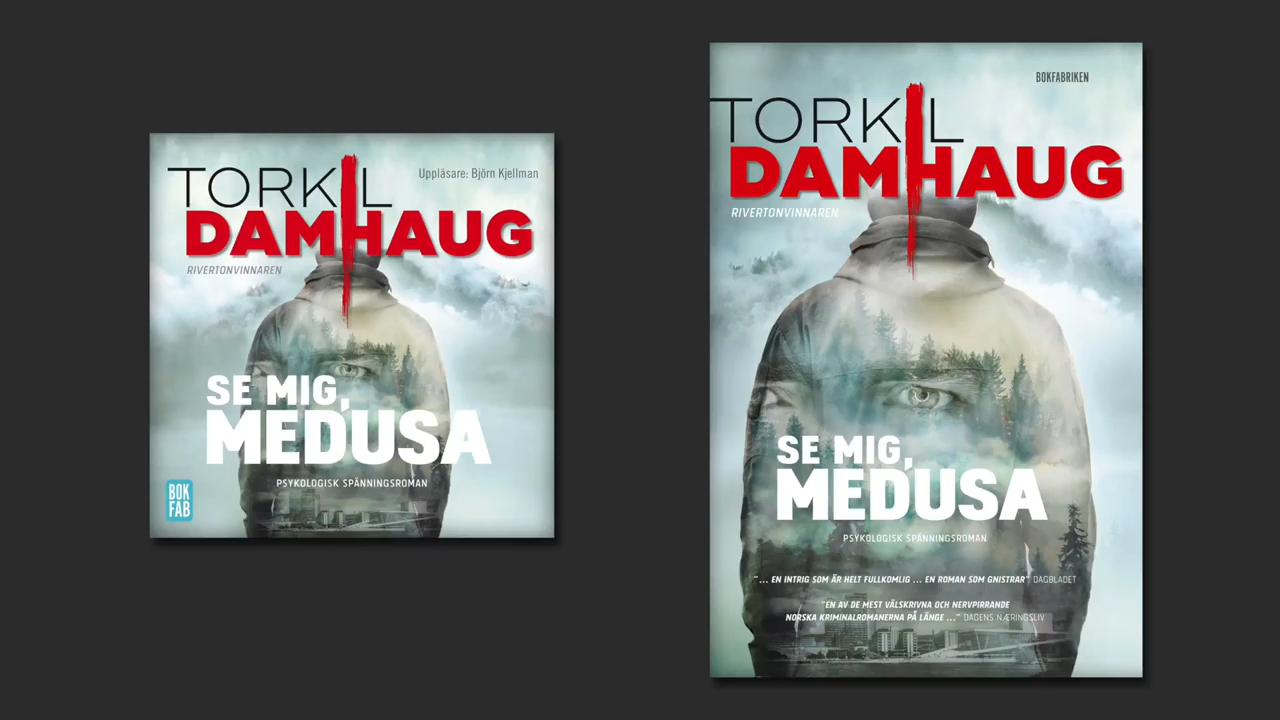 TORKIL
Uppläsare: Björn Kjellman
DAMHAUG
RIVERTONVINNAREN
SE MIG,
MEDUSA
PSYKOLOGISK SPÄNNINGSROMAN
BOK
FAB
BOKFABRIKEN
TORKIL
DAMHAUG
RIVERTONVINNAREN
SE MIG,
MEDUSA
PSYKOLOGISK SPÄNNINGSROMAN
"... EN INTRIG SOM ÄR HELT FULLKOMLIG ... EN ROMAN SOM GNISTRAR" DAGBLADET
"EN AV DE MEST VÄLSKRIVNA OCH NERVPIRRANDE
NORSKA KRIMINALROMANERNA PÅ LÄNGE ..." DAGENS NÆRINGSLIV